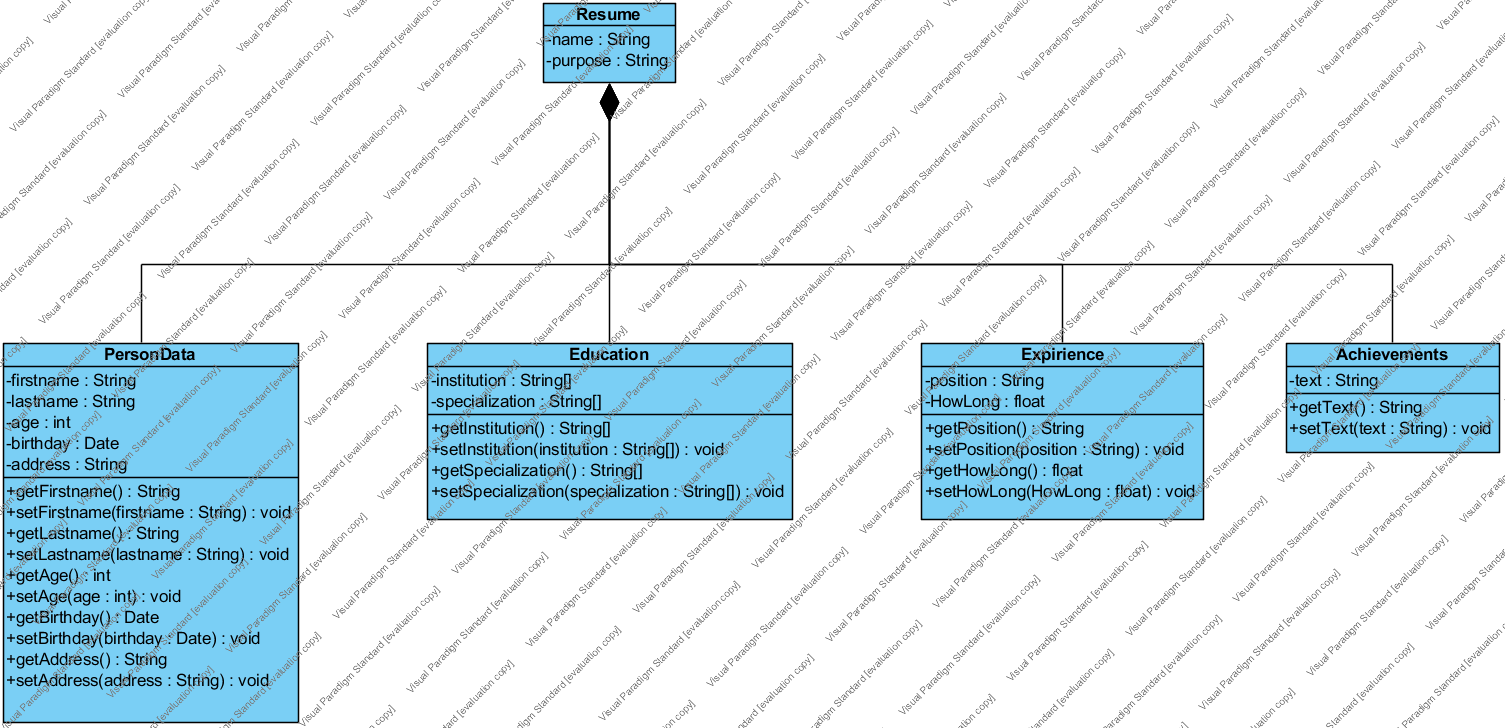 Resume
-name : String
-purpose : String
PersonData
-firstname : String
-lastname : String
-age : int
-birthday : Date
-address : String
+getFirstname() : String
+setFirstname(firstname : String) : void
+getLastname() : String
+setLastname(lastname : String) : void
+getAge() : int
+setAge(age : int) : void
+getBirthday() : Date
+setBirthday(birthday : Date) : void
+getAddress() : String
+setAddress(address : String) : void
Education
-institution : String[]
-specialization : String[]
+getInstitution() : String[]
+setInstitution(institution : String[]) : void
+getSpecialization() : String[]
+setSpecialization(specialization : String[]) : void
Expirience
-position : String
-HowLong : float
+getPosition() : String
+setPosition(position : String) : void
+getHowLong() : float
+setHowLong(HowLong : float) : void
Achievements
-text : String
+getText() : String
+setText(text : String) : void
Visual Paradigm Standard [evaluation copy]